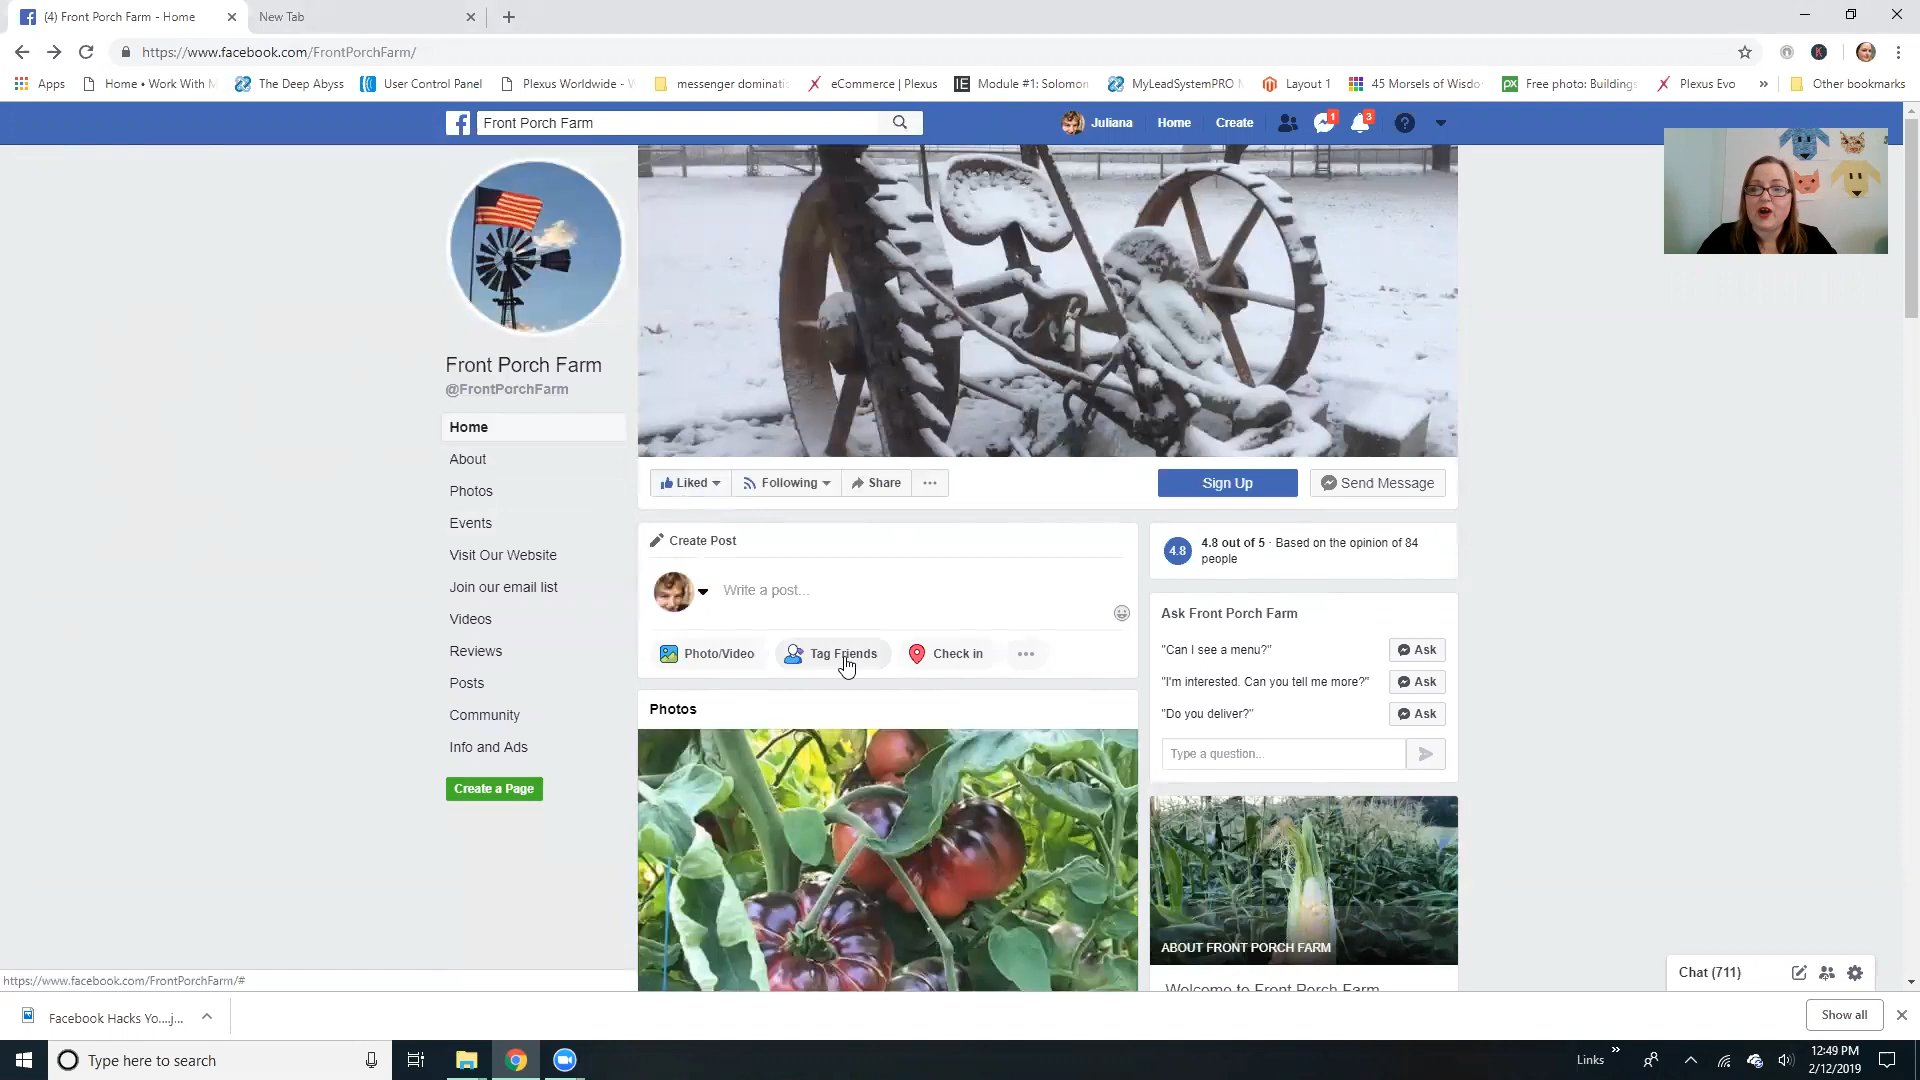 (4) Front Porch Farm - Home
New Tab
https://www.facebook.com/FrontPorchFarm/
Apps
Home • Work With
The Deep Abyss
User Control Panel
Plexus Worldwide -
messenger dominati
eCommerce | Plexus
Module #1: Solomon
MyLeadSystemPRO
Layout 1
45 Morsels of Wisdo
Free photo: Buildings
Plexus Evo
»
Other bookmarks
Front Porch Farm
Juliana
Home
Create
1
3
Front Porch Farm
@FrontPorchFarm
Home
About
Photos
Events
Visit Our Website
Join our email list
Videos
Reviews
Posts
Community
Info and Ads
Create a Page
Liked
Following
Share
Sign Up
Send Message
Create Post
Write a post...
Photo/Video
Tag Friends
Check in
Photos
4.8
4.8 out of 5 · Based on the opinion of 84
people
Ask Front Porch Farm
"Can I see a menu?"
Ask
"I'm interested. Can you tell me more?"
Ask
"Do you deliver?"
Ask
Type a question...
ABOUT FRONT PORCH FARM
Welcome to Front Porch Farm
Chat (711)
https://www.facebook.com/FrontPorchFarm/#
Facebook Hacks Yo....j...
Show all
Type here to search
Links
»
12:49 PM
2/12/2019